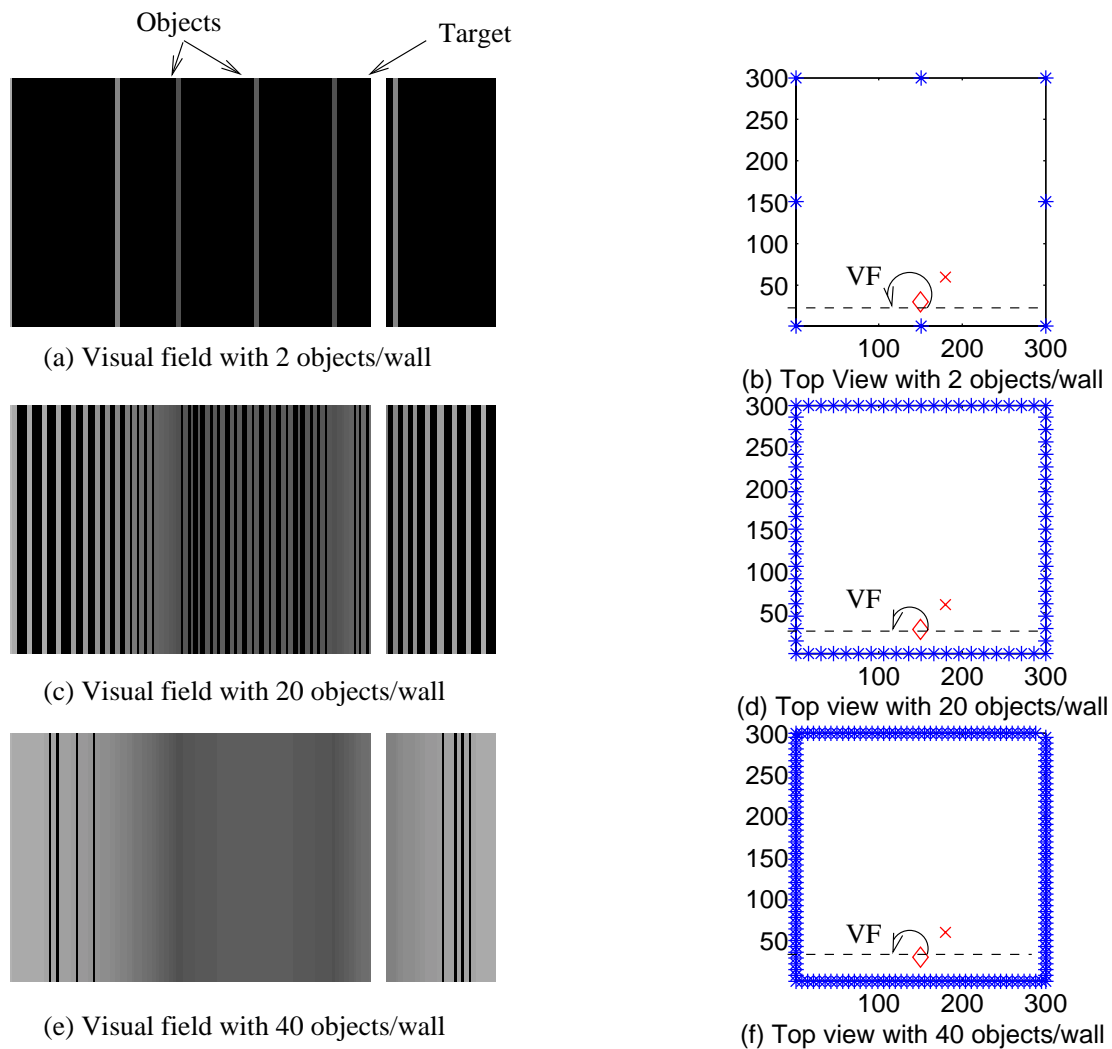 Objects
Target
(a) Visual field with 2 objects/wall
300
250
200
150
100
50
VF
100 200 300
(b) Top View with 2 objects/wall
(c) Visual field with 20 objects/wall
300
250
200
150
100
50
VF
100 200 300
(d) Top view with 20 objects/wall
(e) Visual field with 40 objects/wall
300
250
200
150
100
50
VF
100 200 300
(f) Top view with 40 objects/wall